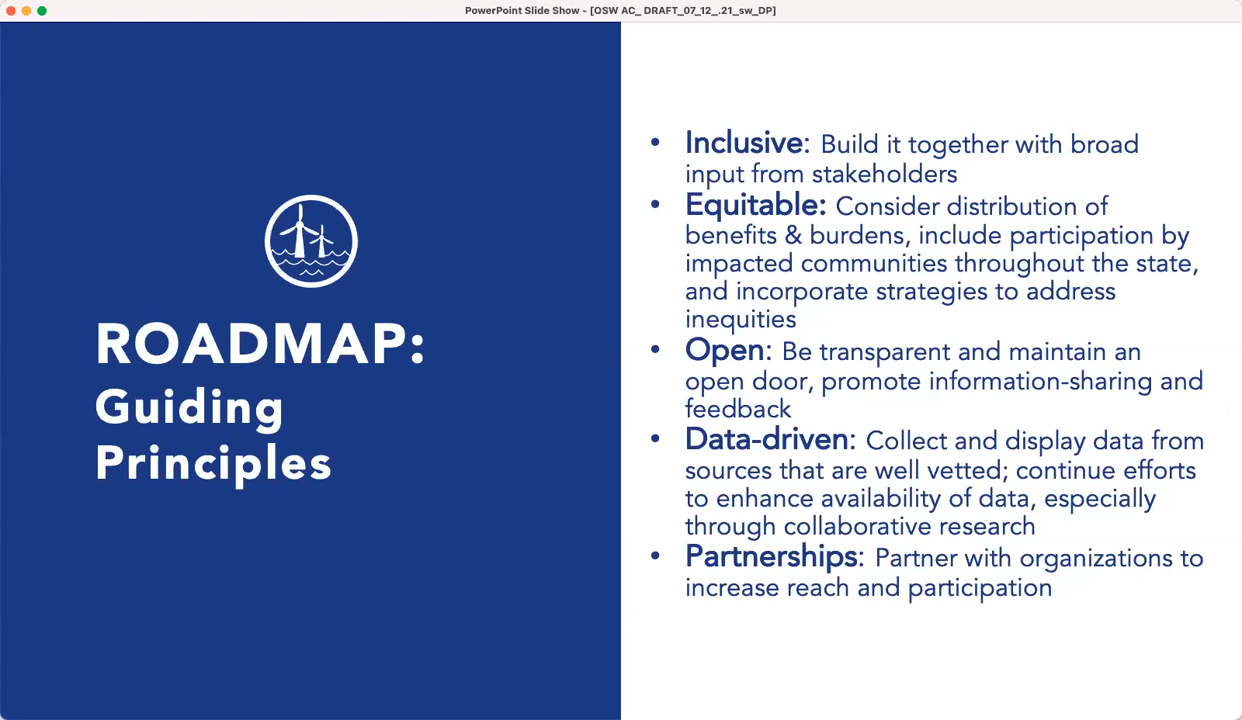 PowerPoint Slide Show - [OSW AC_ DRAFT_07_12_.21_sw_DP]
ROADMAP:
Guiding
Principles
• Inclusive: Build it together with broad
input from stakeholders
• Equitable: Consider distribution of
benefits & burdens, include participation by
impacted communities throughout the state,
and incorporate strategies to address
inequities
• Open: Be transparent and maintain an
open door, promote information-sharing and
feedback
• Data-driven: Collect and display data from
sources that are well vetted; continue efforts
to enhance availability of data, especially
through collaborative research
• Partnerships: Partner with organizations to
increase reach and participation